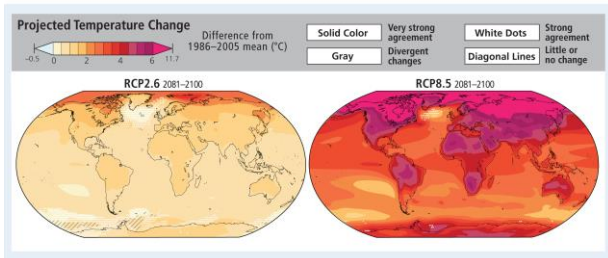 Projected Temperature Change
Difference from
1986–2005 mean (°C)
−0.5 0 2 4 6 11.7
Solid Color
Very strong
agreement
White Dots
Strong
agreement
Gray
Divergent
changes
Diagonal Lines
Little or
no change
RCP2.6 2081–2100
RCP8.5 2081–2100